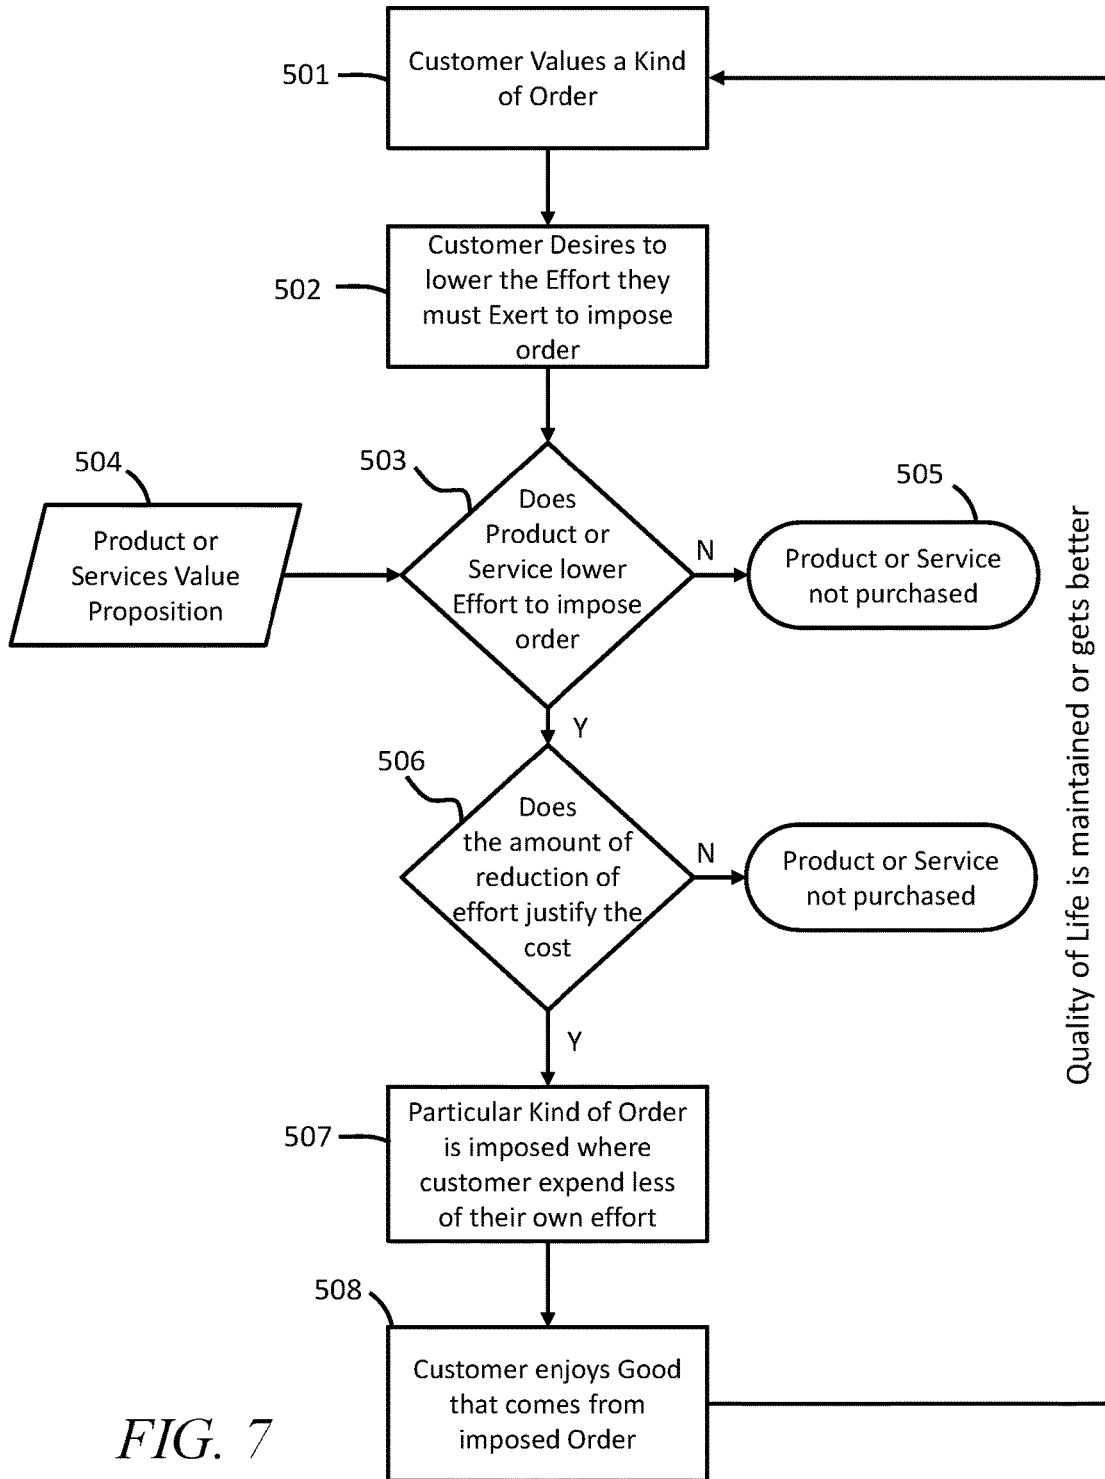 501
Customer Values a Kind
of Order
502
Customer Desires to
lower the Effort they
must Exert to impose
order
504
Product or
Services Value
Proposition
503
Does
Product or
Service lower
Effort to impose
order
N
505
Product or Service
not purchased
Y
506
Does
the amount of
reduction of
effort justify the
cost
N
Product or Service
not purchased
Y
507
Particular Kind of Order
is imposed where
customer expend less
of their own effort
508
Customer enjoys Good
that comes from
imposed Order
Quality of Life is maintained or gets better
FIG. 7